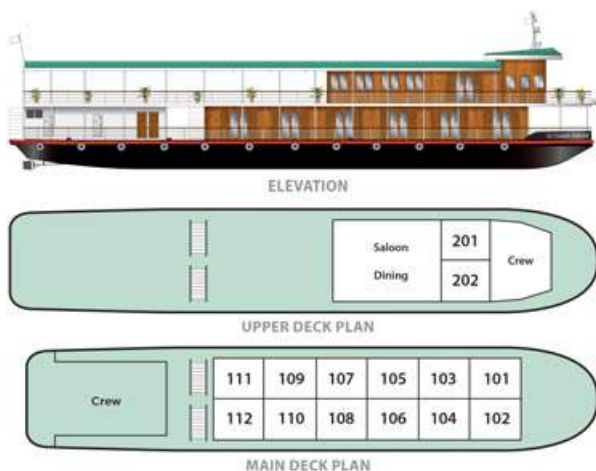 ELEVATION
Saloon
Dining
201
202
Crew
UPPER DECK PLAN
Crew
111 109 107 105 103 101
112 110 108 106 104 102
MAIN DECK PLAN